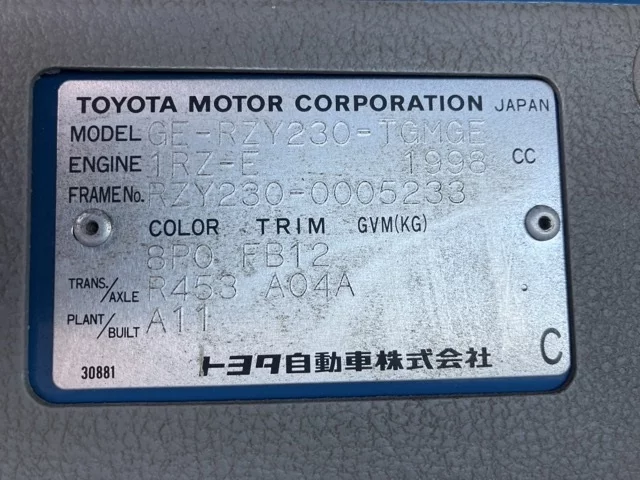 TOYOTA MOTOR CORPORATION JAPAN
MODEL GE-RZY230-TGMGE
ENGINE 1RZ-E 1998 CC
FRAME No. RZY230-0005233
COLOR TRIM GVM(KG)
8P0 FB12
TRANS./AXLE R453 A04A
PLANT/BUILT A11
30881 トヨタ自動車株式会社 C